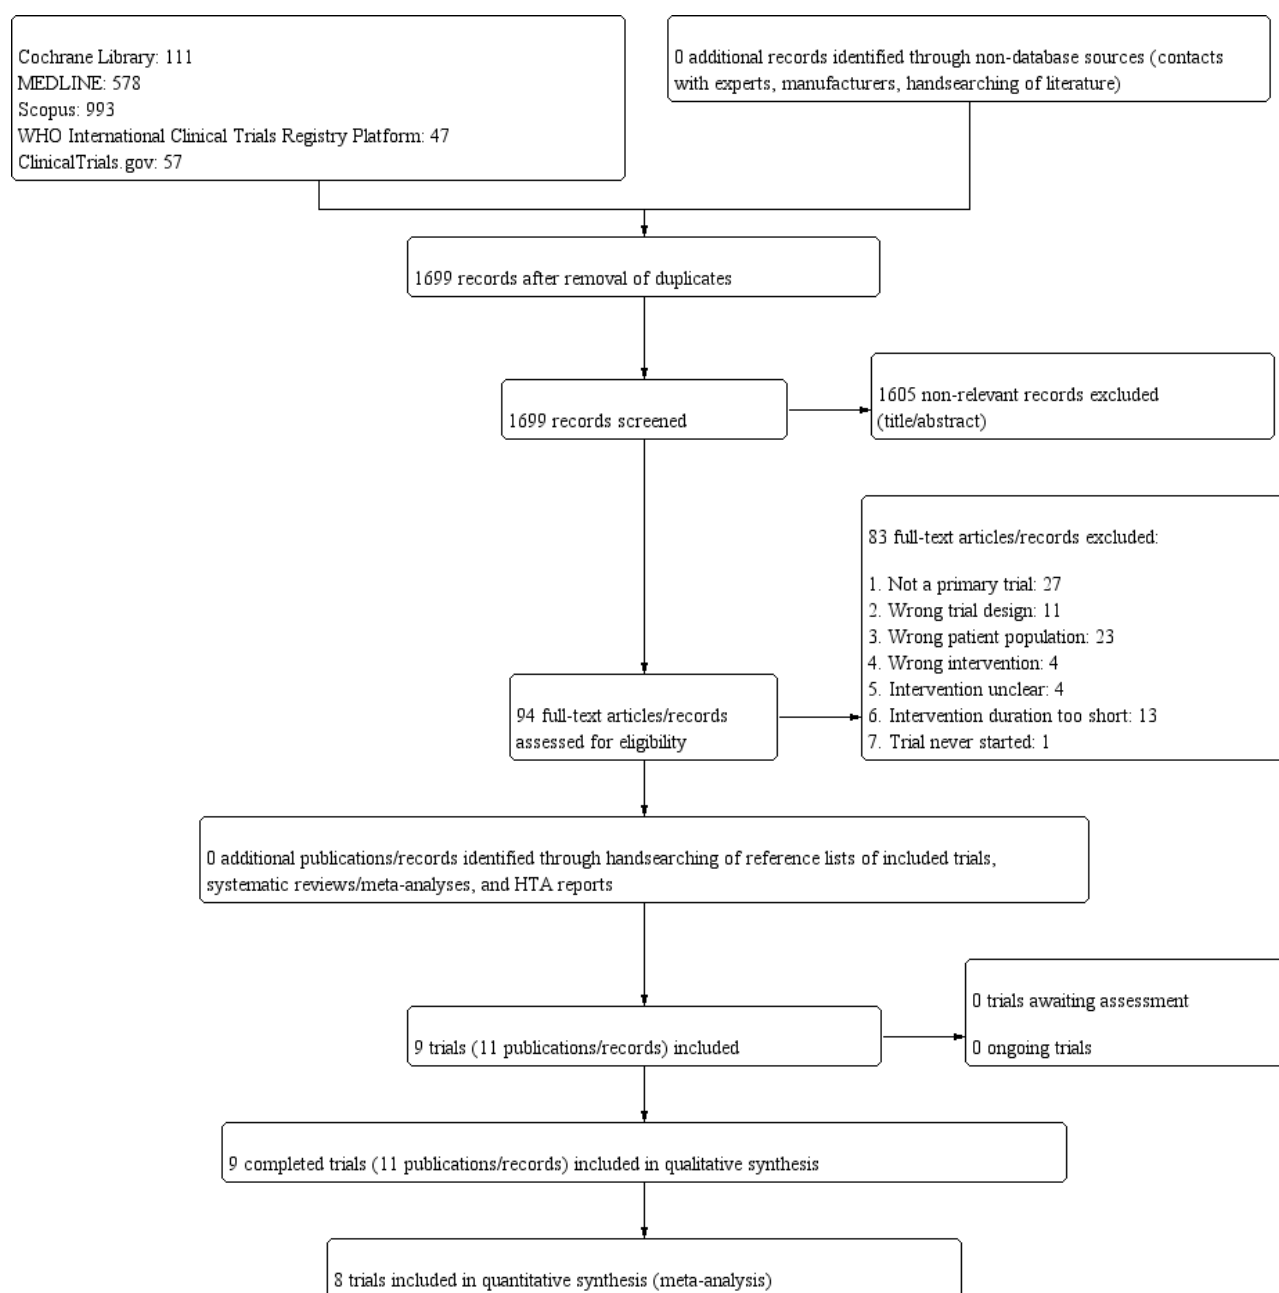 Cochrane Library: 111
MEDLINE: 578
Scopus: 993
WHO International Clinical Trials Registry Platform: 47
ClinicalTrials.gov: 57
0 additional records identified through non-database sources (contacts
with experts, manufacturers, handsearching of literature)
1699 records after removal of duplicates
1699 records screened
1605 non-relevant records excluded
(title/abstract)
83 full-text articles/records excluded:
1. Not a primary trial: 27
2. Wrong trial design: 11
3. Wrong patient population: 23
4. Wrong intervention: 4
5. Intervention unclear: 4
6. Intervention duration too short: 13
7. Trial never started: 1
94 full-text articles/records
assessed for eligibility
0 additional publications/records identified through handsearching of reference lists of included trials,
systematic reviews/meta-analyses, and HTA reports
0 trials awaiting assessment
0 ongoing trials
9 trials (11 publications/records) included
9 completed trials (11 publications/records) included in qualitative synthesis
8 trials included in quantitative synthesis (meta-analysis)